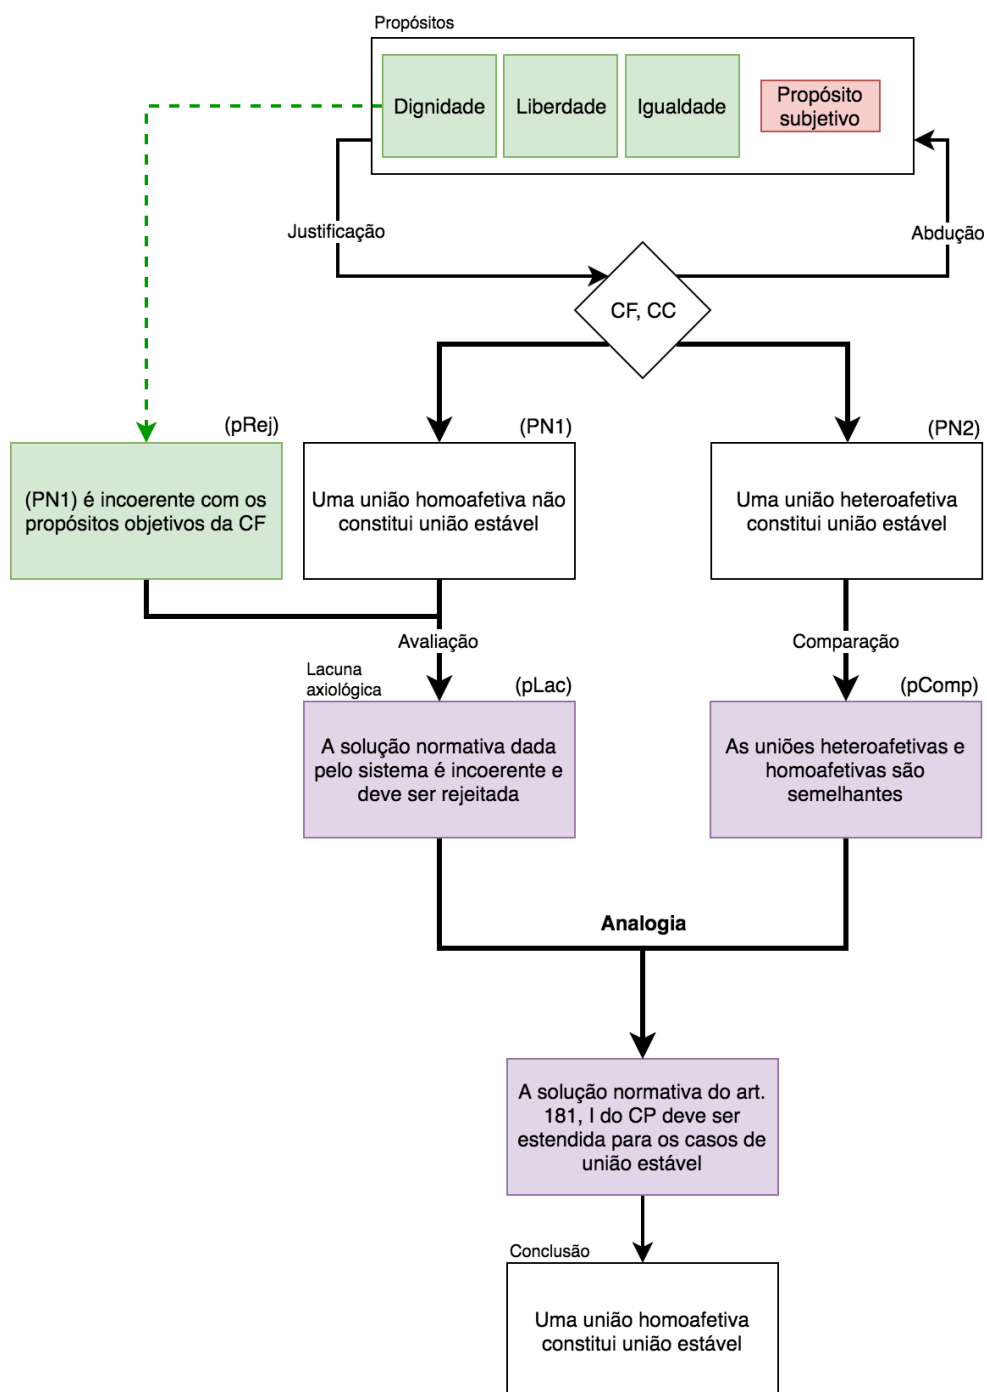 Propósitos
Dignidade
Liberdade
Igualdade
Propósito
subjetivo
Justificação
Abdução
CF, CC
(pRej)
(PN1)
(PN2)
(PN1) é incoerente com os
propósitos objetivos da CF
Uma união homoafetiva não
constitui união estável
Uma união heteroafetiva
constitui união estável
Avaliação
Comparação
Lacuna
axiológica
(pLac)
(pComp)
A solução normativa dada
pelo sistema é incoerente e
deve ser rejeitada
As uniões heteroafetivas e
homoafetivas são
semelhantes
Analogia
A solução normativa do art.
181, I do CP deve ser
estendida para os casos de
união estável
Conclusão
Uma união homoafetiva
constitui união estável